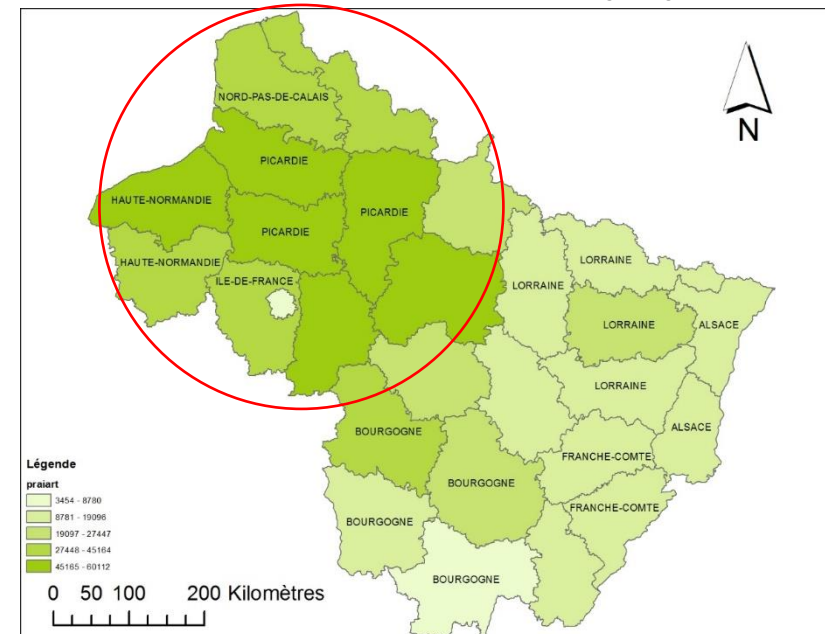 NORD-PAS-DE-CALAIS
N
PICARDIE
HAUTE-NORMANDIE
PICARDIE
PICARDIE
HAUTE-NORMANDIE
LORRAINE
ILE-DE-FRANCE
LORRAINE
LORRAINE
ALSACE
LORRAINE
BOURGOGNE
ALSACE
FRANCHE-COMTE
Légende
praiart
BOURGOGNE
3454 - 8780
8781 - 19096
FRANCHE-COMTE
19097 - 27447
BOURGOGNE
27448 - 45164
45165 - 60112
BOURGOGNE
0 50 100 200 Kilomètres